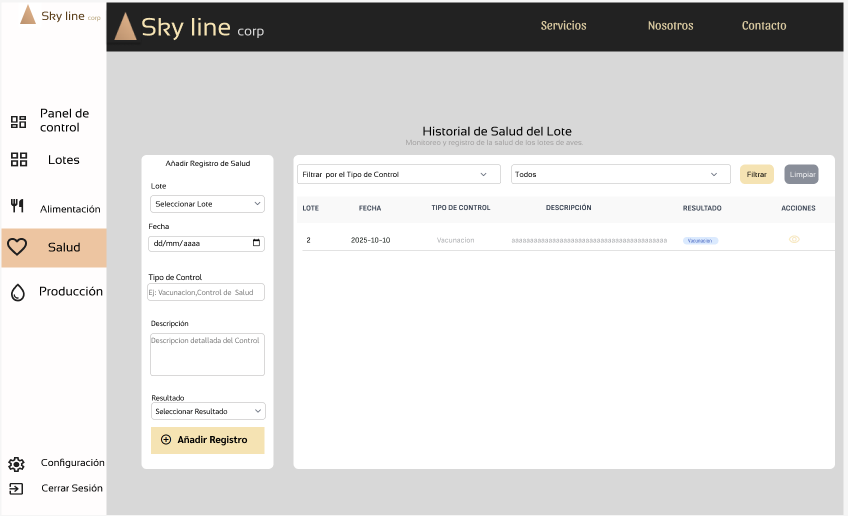 Sky line corp
Sky line corp
Servicios
Nosotros
Contacto
Panel de
control
Lotes
Alimentación
Salud
Producción
Configuración
Cerrar Sesión
Historial de Salud del Lote
Monitoreo y registro de la salud de los lotes de aves.
Añadir Registro de Salud
Lote
Seleccionar Lote
Fecha
dd/mm/aaaa
Tipo de Control
Ej: Vacunacion,Control de Salud
Descripción
Descripcion detallada del Control
Resultado
Seleccionar Resultado
Añadir Registro
Filtrar por el Tipo de Control
Todos
Filtrar
Limpiar
LOTE FECHA TIPO DE CONTROL DESCRIPCIÓN RESULTADO ACCIONES
2 2025-10-10 Vacunacion Vacunación